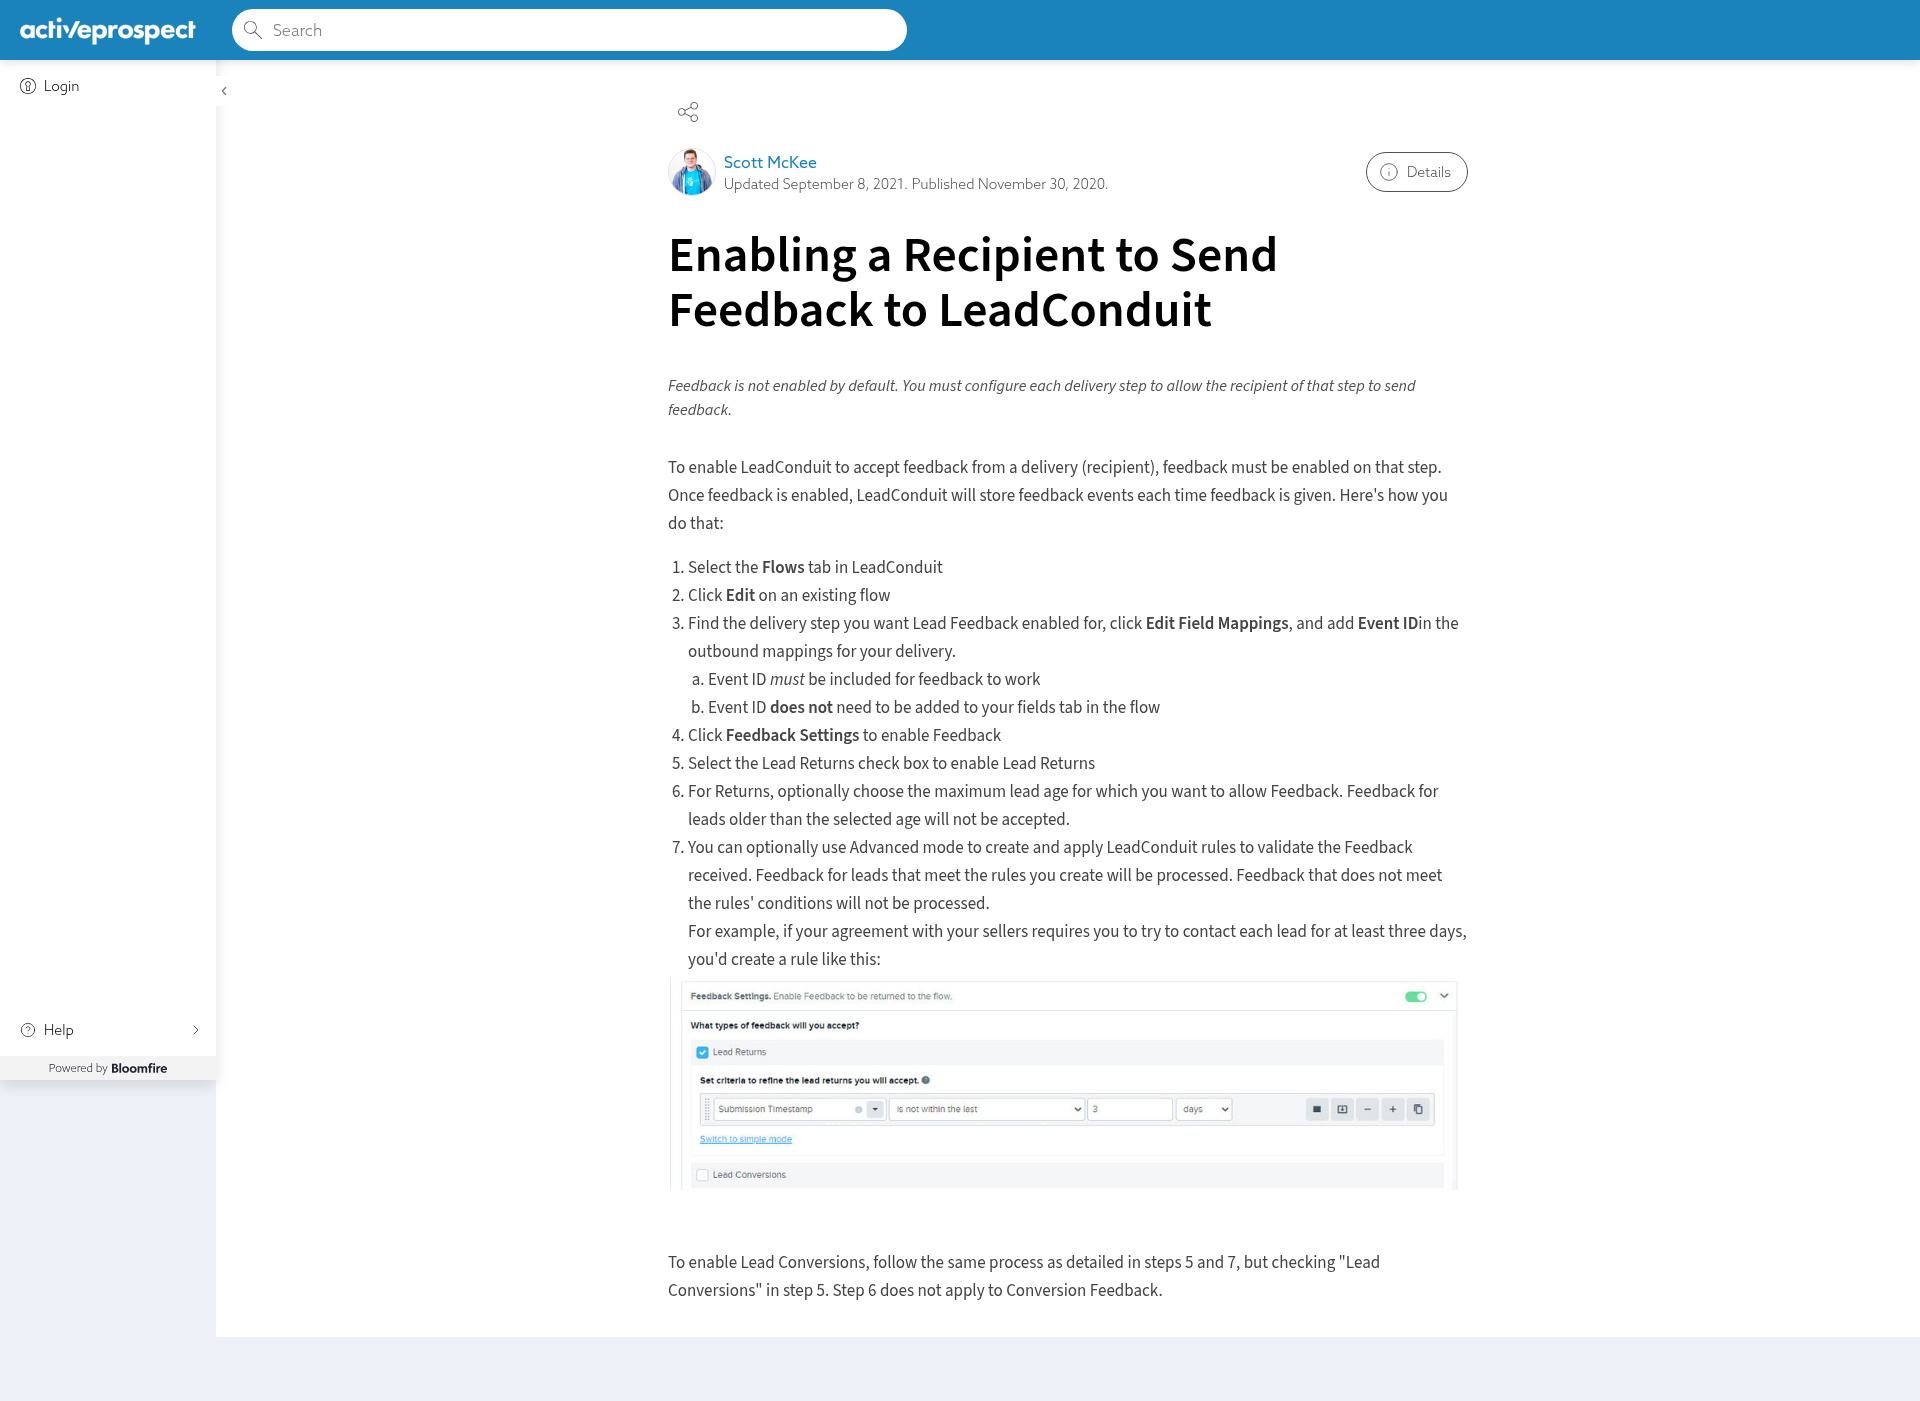 activeprospect
Search
Login
Scott McKee
Updated September 8, 2021. Published November 30, 2020.
Details
Enabling a Recipient to Send
Feedback to LeadConduit
Feedback is not enabled by default. You must configure each delivery step to allow the recipient of that step to send
feedback.
To enable LeadConduit to accept feedback from a delivery (recipient), feedback must be enabled on that step.
Once feedback is enabled, LeadConduit will store feedback events each time feedback is given. Here's how you
do that:
1. Select the Flows tab in LeadConduit
2. Click Edit on an existing flow
3. Find the delivery step you want Lead Feedback enabled for, click Edit Field Mappings, and add Event IDin the
outbound mappings for your delivery.
a. Event ID must be included for feedback to work
b. Event ID does not need to be added to your fields tab in the flow
4. Click Feedback Settings to enable Feedback
5. Select the Lead Returns check box to enable Lead Returns
6. For Returns, optionally choose the maximum lead age for which you want to allow Feedback. Feedback for
leads older than the selected age will not be accepted.
7. You can optionally use Advanced mode to create and apply LeadConduit rules to validate the Feedback
received. Feedback for leads that meet the rules you create will be processed. Feedback that does not meet
the rules' conditions will not be processed.
For example, if your agreement with your sellers requires you to try to contact each lead for at least three days,
you'd create a rule like this:
Feedback Settings. Enable Feedback to be returned to the flow.
What types of feedback will you accept?
Lead Returns
Set criteria to refine the lead returns you will accept.
Submission Timestamp is not within the last 3 days
Switch to simple mode
Lead Conversions
To enable Lead Conversions, follow the same process as detailed in steps 5 and 7, but checking "Lead
Conversions" in step 5. Step 6 does not apply to Conversion Feedback.
Help
Powered by Bloomfire